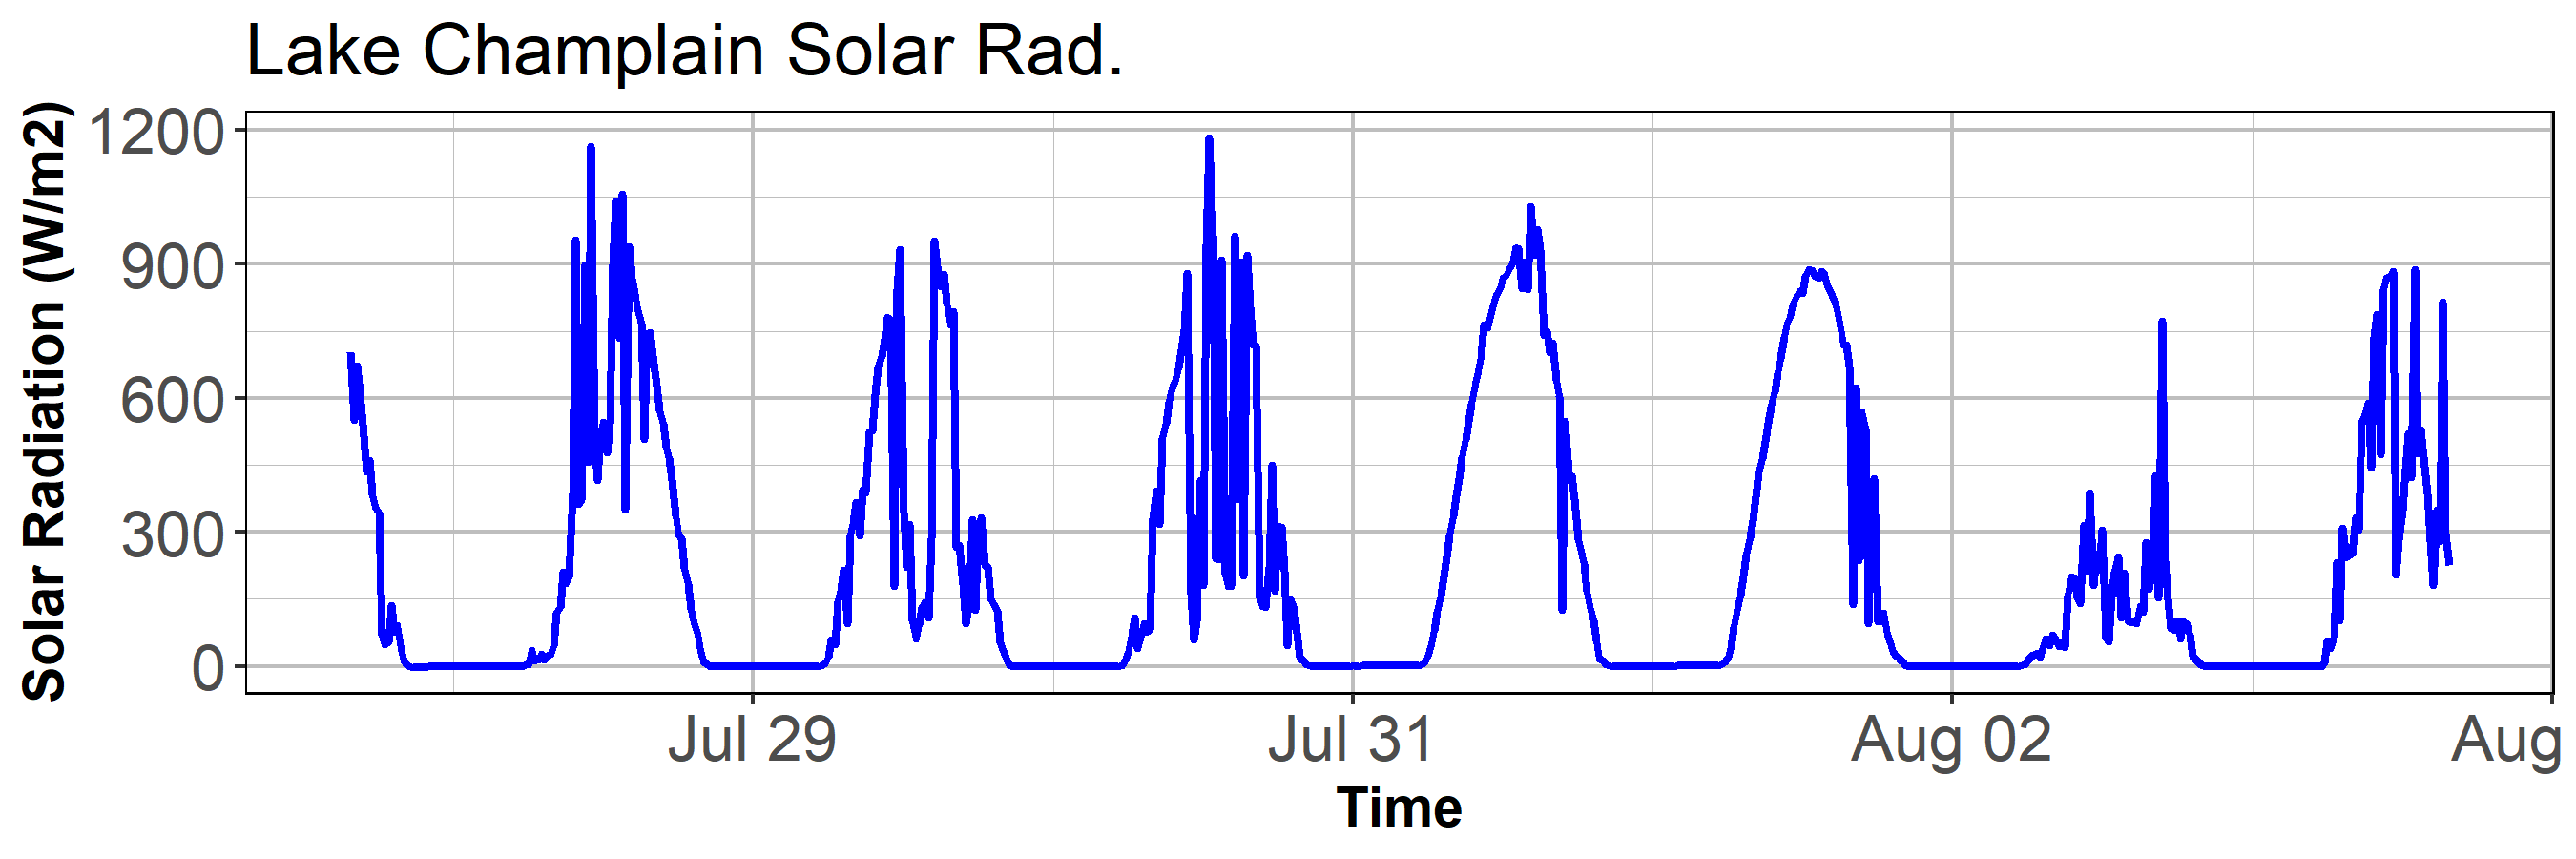 Lake Champlain Solar Rad.
Solar Radiation (W/m2)
1200
900
600
300
0
Jul 29 Jul 31 Aug 02 Aug
Time